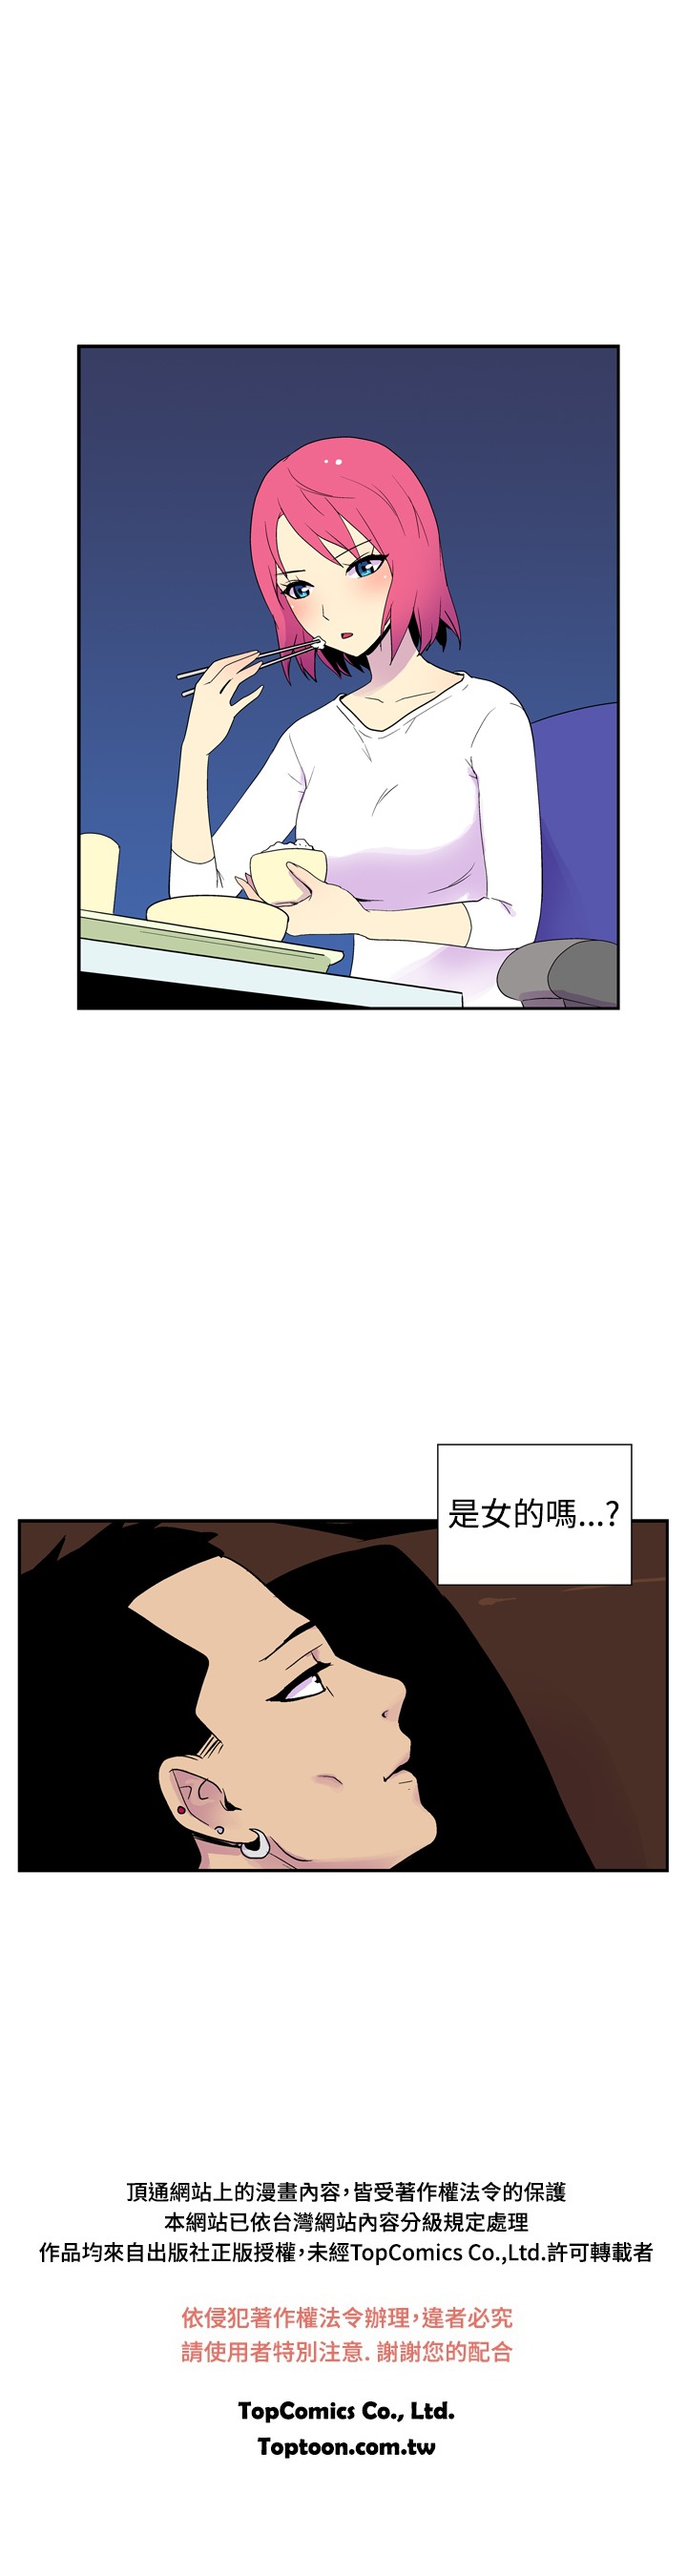 是女的嗎...?
頂通網站上的漫畫內容，皆受著作權法令的保護
本網站已依台灣網站內容分級規定處理
作品均來自出版社正版授權，未經TopComics Co.,Ltd.許可轉載者
依侵犯著作權法令辦理，違者必究
請使用者特別注意. 謝謝您的配合
TopComics Co., Ltd.
Toptoon.com.tw